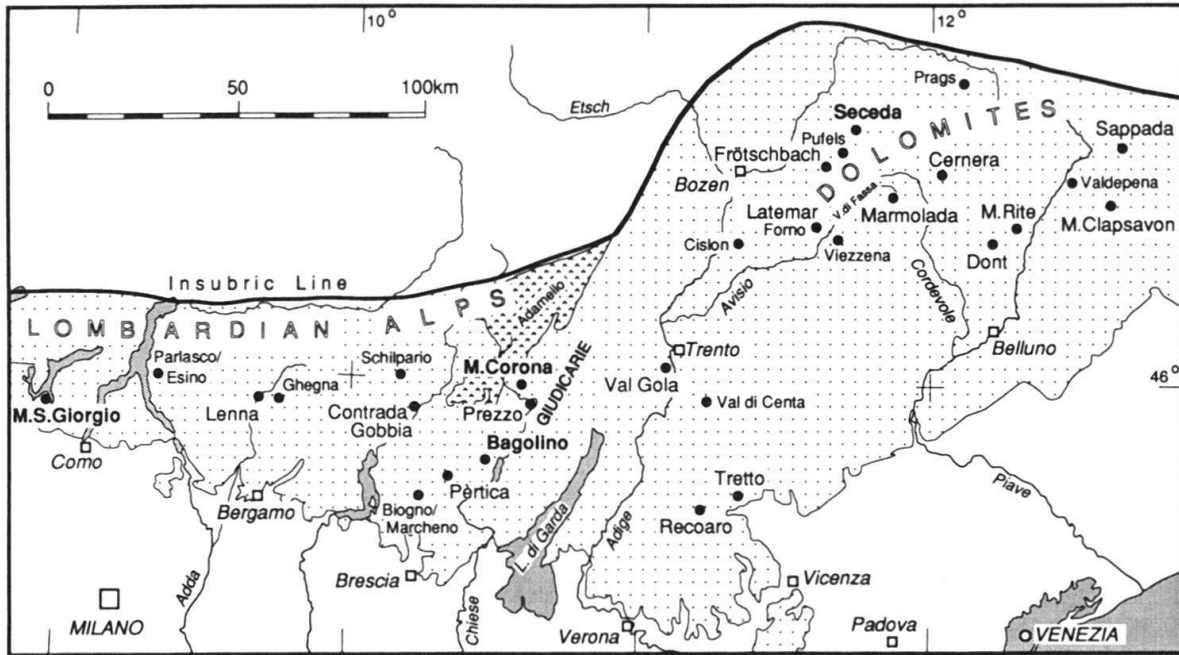 10°
12°
0 50 100km
Etsch
Prags
Seceda
Pufels
Frötschbach
DOLOMITES
Sappada
Bozen
Cernera
Valdepena
V. di Fassa
Marmolada
Latemar
Forno
M. Rite
M. Clapsavon
Cislon
Viezzena
Dont
Insubric Line
Adamello
Avisio
Cordevole
LOMBARDIAN ALPS
Parlasco/
Esino
Schilpario
Trento
Belluno
M.Corona
GIUDICARIE
Val Gola
46°
M.S.Giorgio
Lenna
Ghegna
Contrada
Gobbia
Prezzo
Val di Centa
Como
Bagolino
Bergamo
Pèrtica
Biogno/
Marcheno
L. di Garda
Adige
Tretto
Recoaro
Piave
Adda
Brescia
Chiese
Vicenza
MILANO
Verona
Padova
VENEZIA